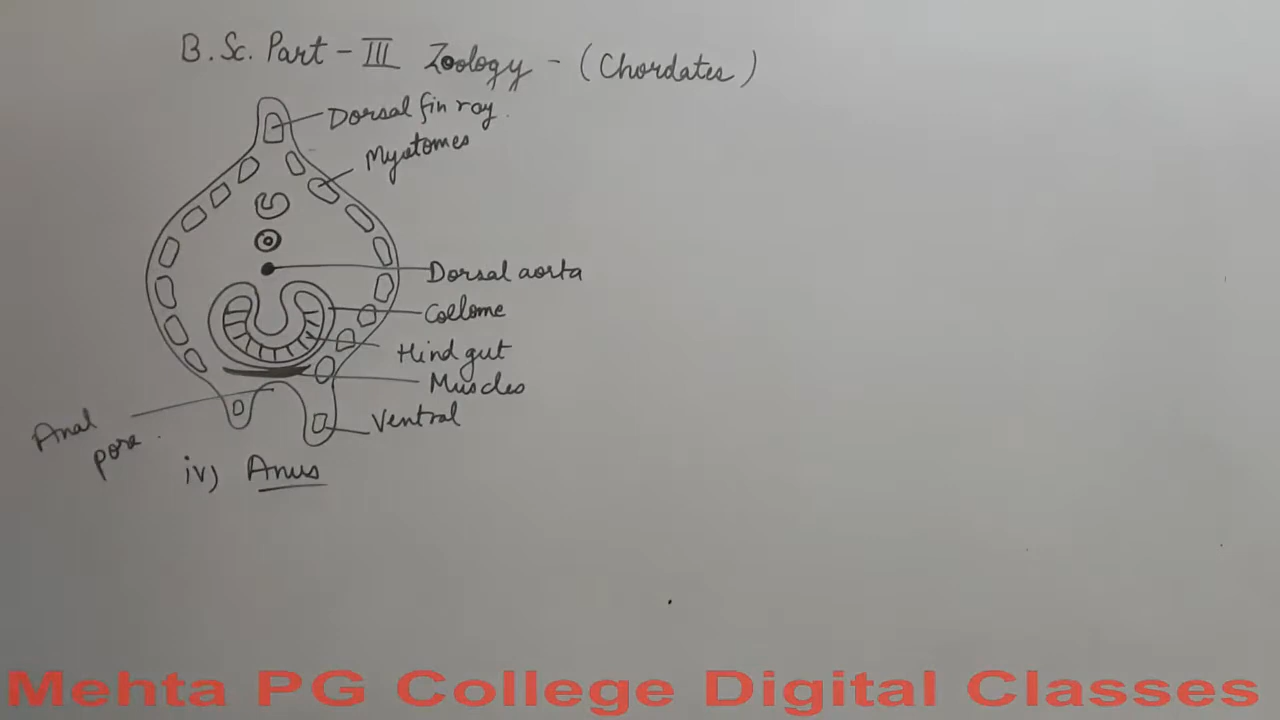 B. Sc. Part - III Zoology - (Chordates)
Dorsal fin ray
Myotomes
Dorsal aorta
Coelome
Hind gut
Muscles
Ventral
Anal
pore
iv) Anus
Mehta PG College Digital Classes